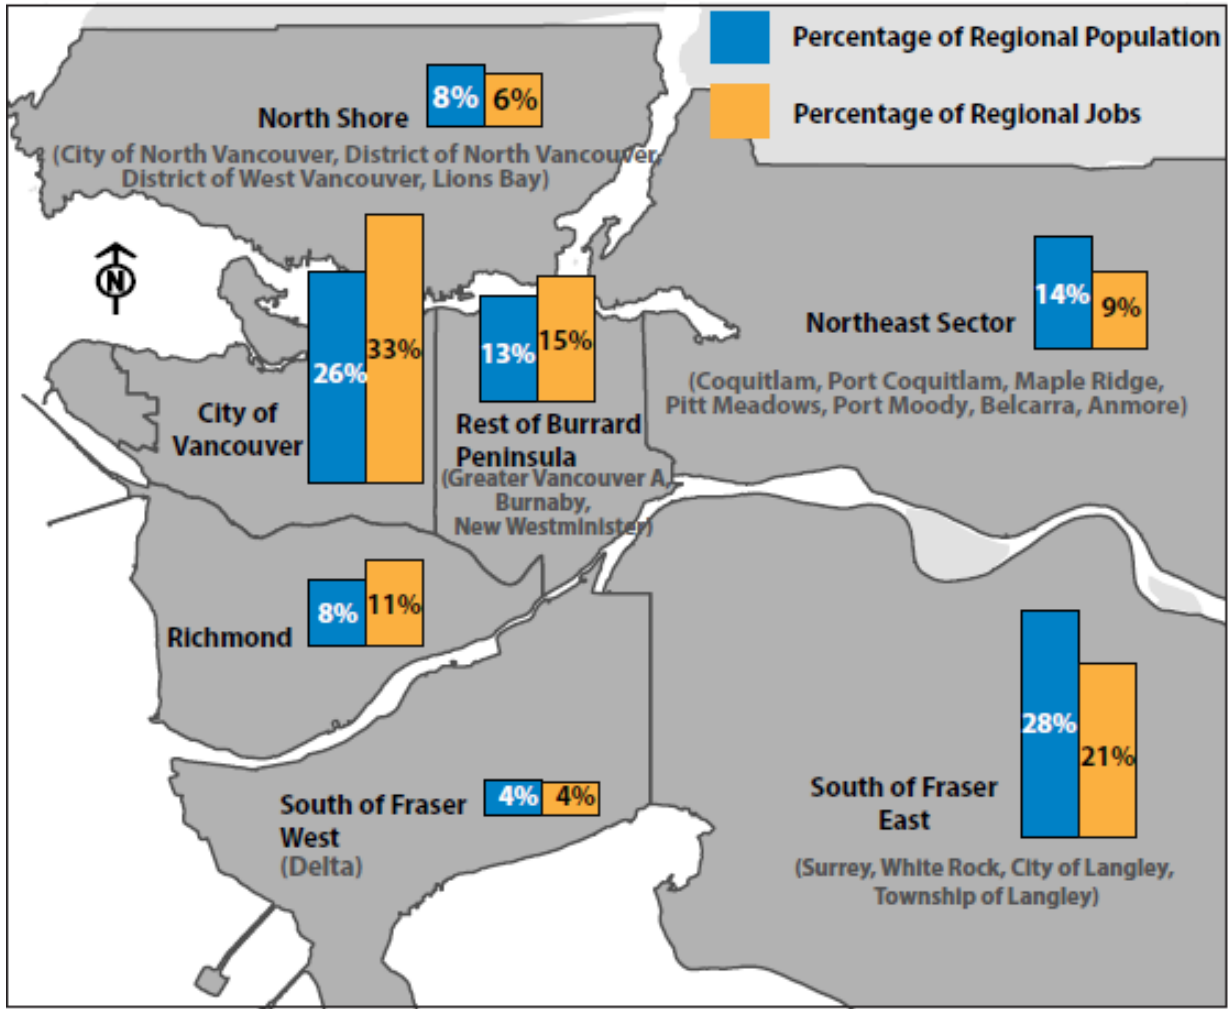 Percentage of Regional Population
Percentage of Regional Jobs
8% 6%
North Shore
(City of North Vancouver, District of North Vancouver,
District of West Vancouver, Lions Bay)
N
26% 33%
City of
Vancouver
13% 15%
Rest of Burrard
Peninsula
(Greater Vancouver A,
Burnaby,
New Westminister)
14% 9%
Northeast Sector
(Coquitlam, Port Coquitlam, Maple Ridge,
Pitt Meadows, Port Moody, Belcarra, Anmore)
8% 11%
Richmond
4% 4%
South of Fraser
West
(Delta)
28% 21%
South of Fraser
East
(Surrey, White Rock, City of Langley,
Township of Langley)